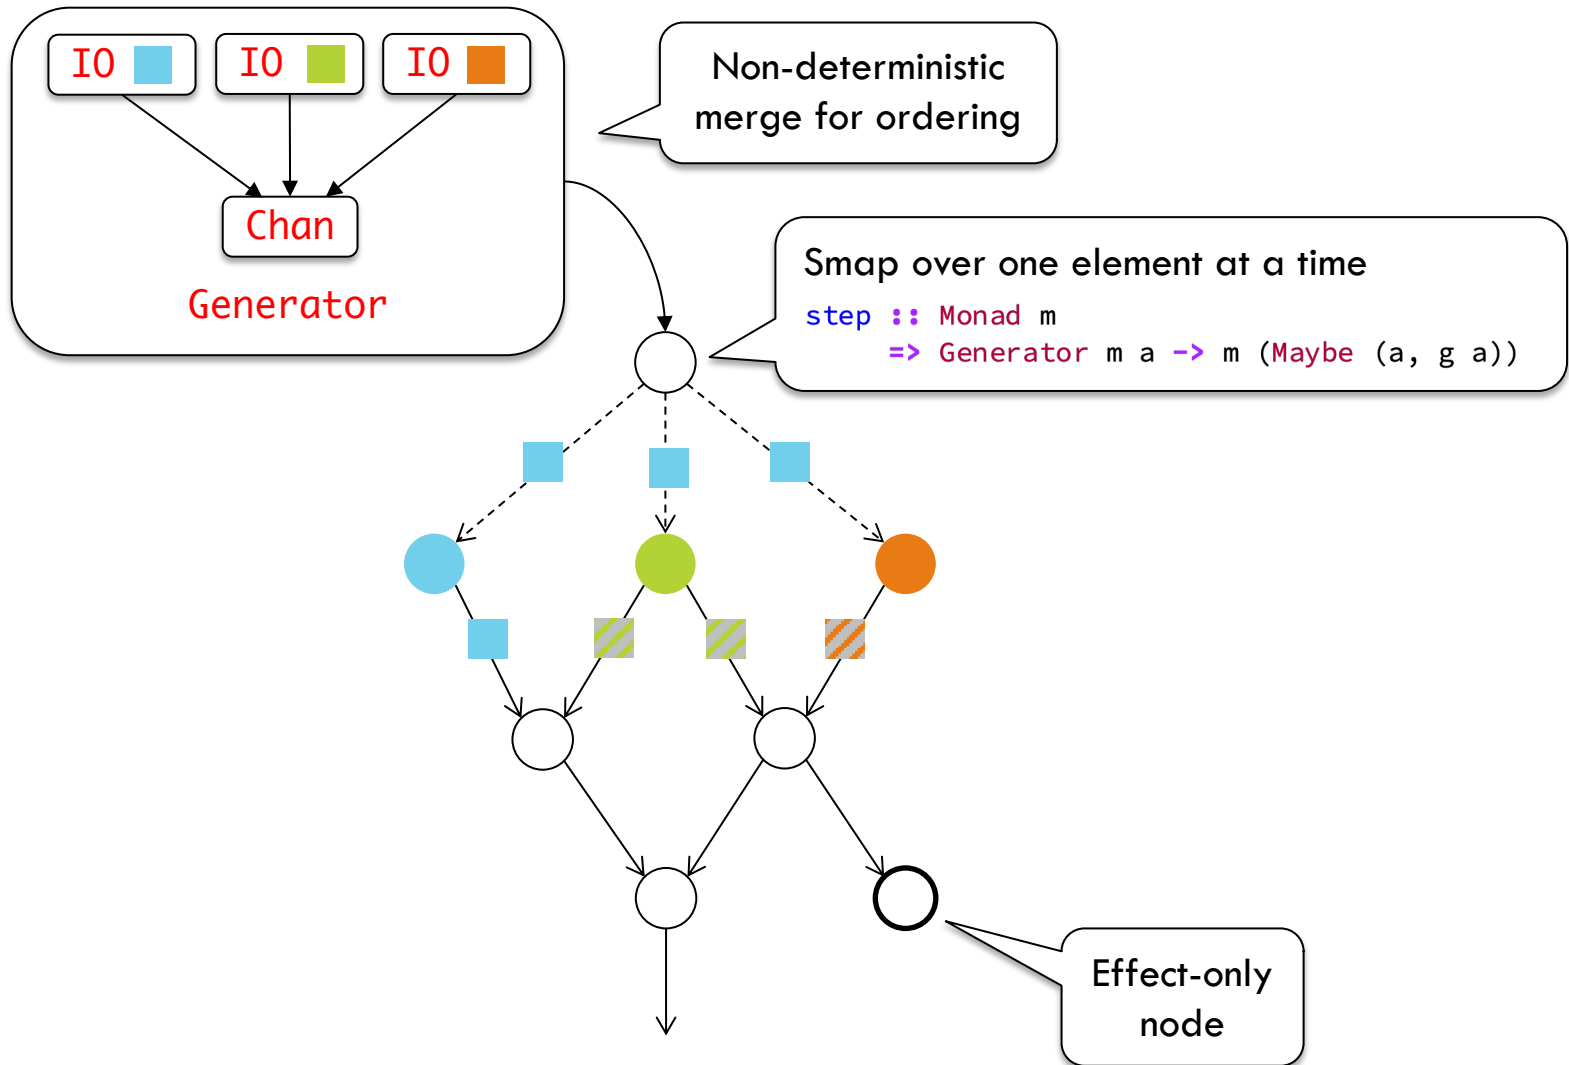 IO IO IO
Chan
Generator
Non-deterministic
merge for ordering
Smap over one element at a time
step :: Monad m
=> Generator m a -> m (Maybe (a, g a))
Effect-only
node